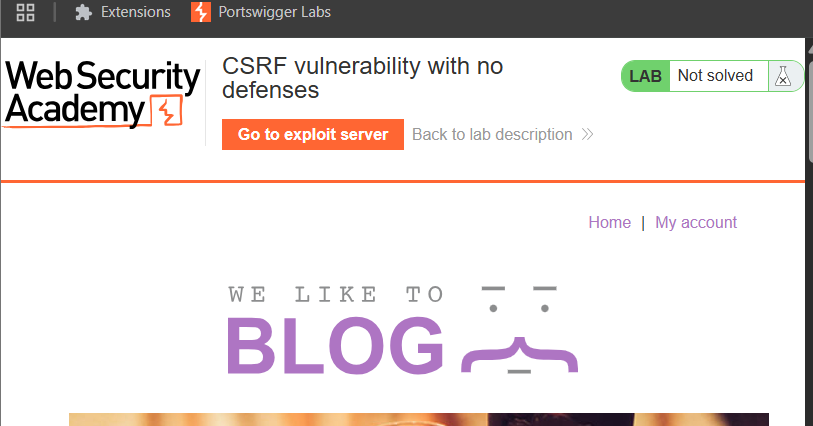 Extensions
Portswigger Labs
Web Security
Academy
CSRF vulnerability with no
defenses
LAB
Not solved
Go to exploit server
Back to lab description
Home | My account
WE LIKE TO
BLOG